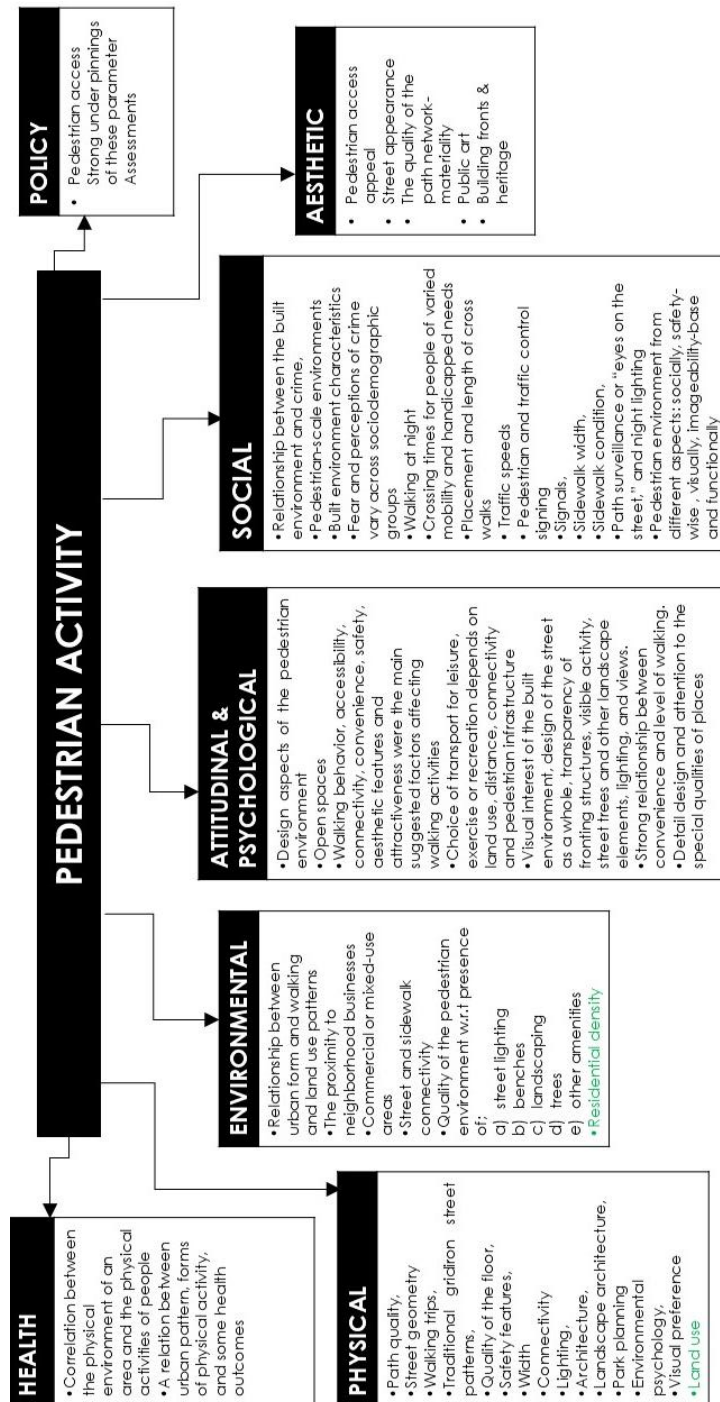 PEDESTRIAN ACTIVITY
HEALTH
•Correlation between
the physical
environment of an
area and the physical
activities of people
•A relation between
urban pattern, forms
of physical activity,
and some health
outcomes
PHYSICAL
•Path quality,
•Street geometry
•Walking trips,
•Traditional gridiron street
patterns,
•Quality of the floor,
•Safety features,
•Width
•Connectivity
•Lighting,
•Architecture,
•Landscape architecture,
•Park planning
•Environmental
psychology,
•Visual preference
•Land use
ENVIRONMENTAL
•Relationship between
urban form and walking
and land use patterns
•The proximity to
neighborhood businesses
•Commercial or mixed-use
areas
•Street and sidewalk
connectivity
•Quality of the pedestrian
environment w.r.t presence
of;
a) street lighting
b) benches
c) landscaping
d) trees
e) other amenities
•Residential density
ATTITUDINAL &
PSYCHOLOGICAL
•Design aspects of the pedestrian
environment
•Open spaces
•Walking behavior, accessibility,
connectivity, convenience, safety,
aesthetic features and
attractiveness were the main
suggested factors affecting
walking activities
•Choice of transport for leisure,
exercise or recreation depends on
land use, distance, connectivity
and pedestrian infrastructure
•Visual interest of the built
environment, design of the street
as a whole, transparency of
fronting structures, visible activity,
street trees and other landscape
elements, lighting, and views.
•Strong relationship between
convenience and level of walking.
•Detail design and attention to the
special qualities of places
SOCIAL
•Relationship between the built
environment and crime,
•Pedestrian-scale environments
•Built environment characteristics
•Fear and perceptions of crime
vary across sociodemographic
groups
•Walking at night
•Crossing times for people of varied
mobility and handicapped needs
•Placement and length of cross
walks
• Traffic speeds
•Pedestrian and traffic control
signing
•Signals,
•Sidewalk width,
•Sidewalk condition,
•Path surveillance or "eyes on the
street," and night lighting
•Pedestrian environment from
different aspects: socially, safety-
wise , visually, imageability-base
and functionally
POLICY
• Pedestrian access
Strong under pinnings
of these parameter
Assessments
AESTHETIC
• Pedestrian access
appeal
• Street appearance
• The quality of the
path network-
materiality
• Public art
• Building fronts &
heritage